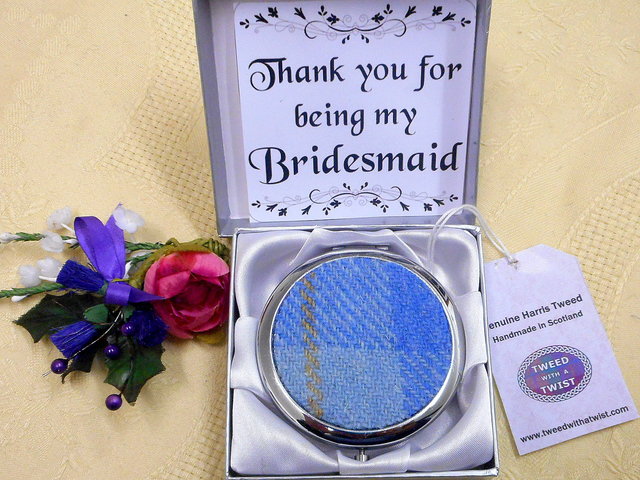 Thank you for
being my
Bridesmaid
enuine Harris Tweed
Handmade in Scotland
TWEED
WITH A
TWIST
www.tweedwithatwist.com